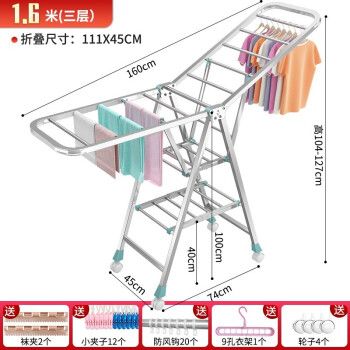 1.6 米(三层)
折叠尺寸：111X45CM
160cm
高104-127cm
100cm
40cm
45cm
74cm
送 送 送 送 送
袜夹2个 小夹子12个 防风钩20个 9孔衣架1个 轮子4个